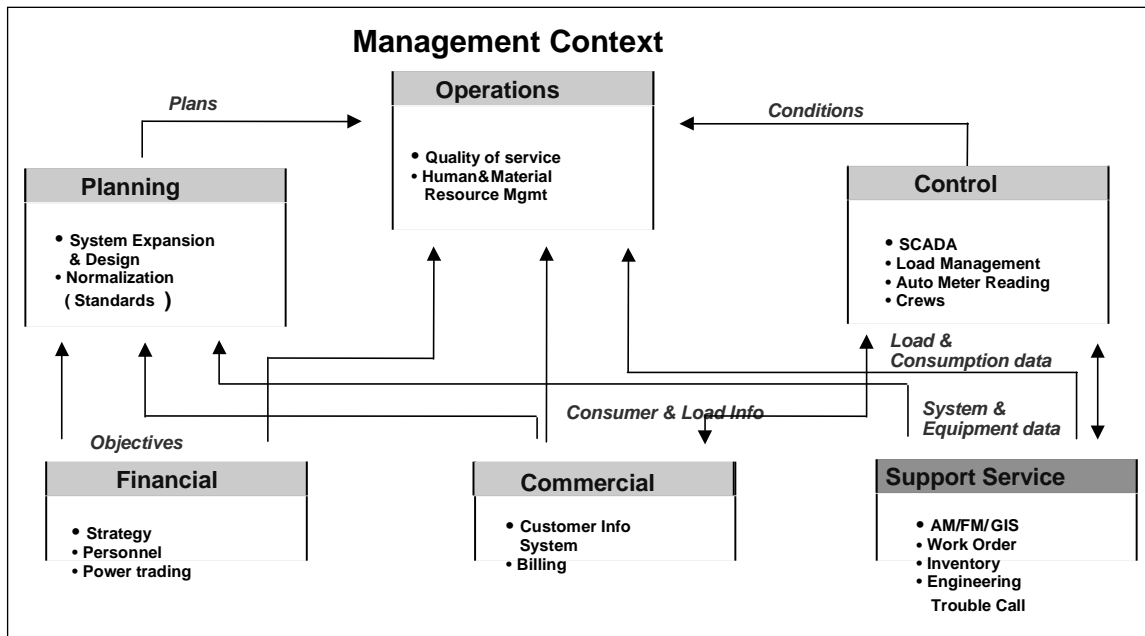 Management Context
Operations
• Quality of service
• Human&Material
Resource Mgmt
Plans
Conditions
Planning
• System Expansion
& Design
• Normalization
( Standards )
Control
• SCADA
• Load Management
• Auto Meter Reading
• Crews
Load &
Consumption data
Consumer & Load Info
System &
Equipment data
Objectives
Financial
• Strategy
• Personnel
• Power trading
Commercial
• Customer Info
System
• Billing
Support Service
• AM/FM/GIS
• Work Order
• Inventory
• Engineering
Trouble Call